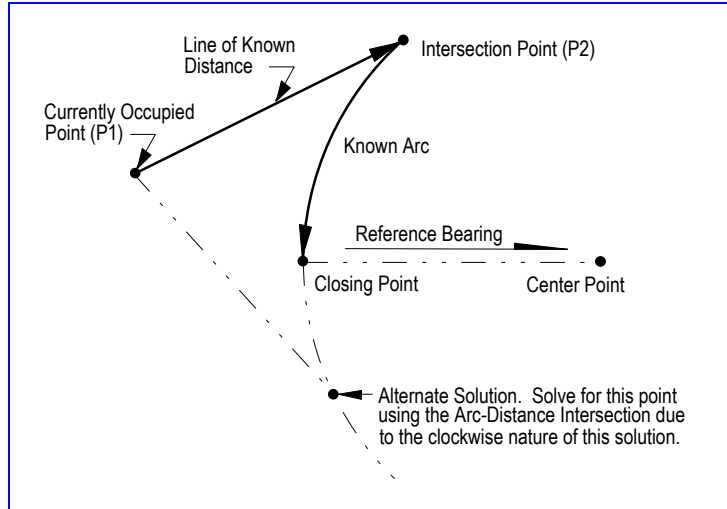 Line of Known
Distance
Intersection Point (P2)
Currently Occupied
Point (P1)
Known Arc
Reference Bearing
Closing Point
Center Point
Alternate Solution.  Solve for this point
using the Arc-Distance Intersection due
to the clockwise nature of this solution.